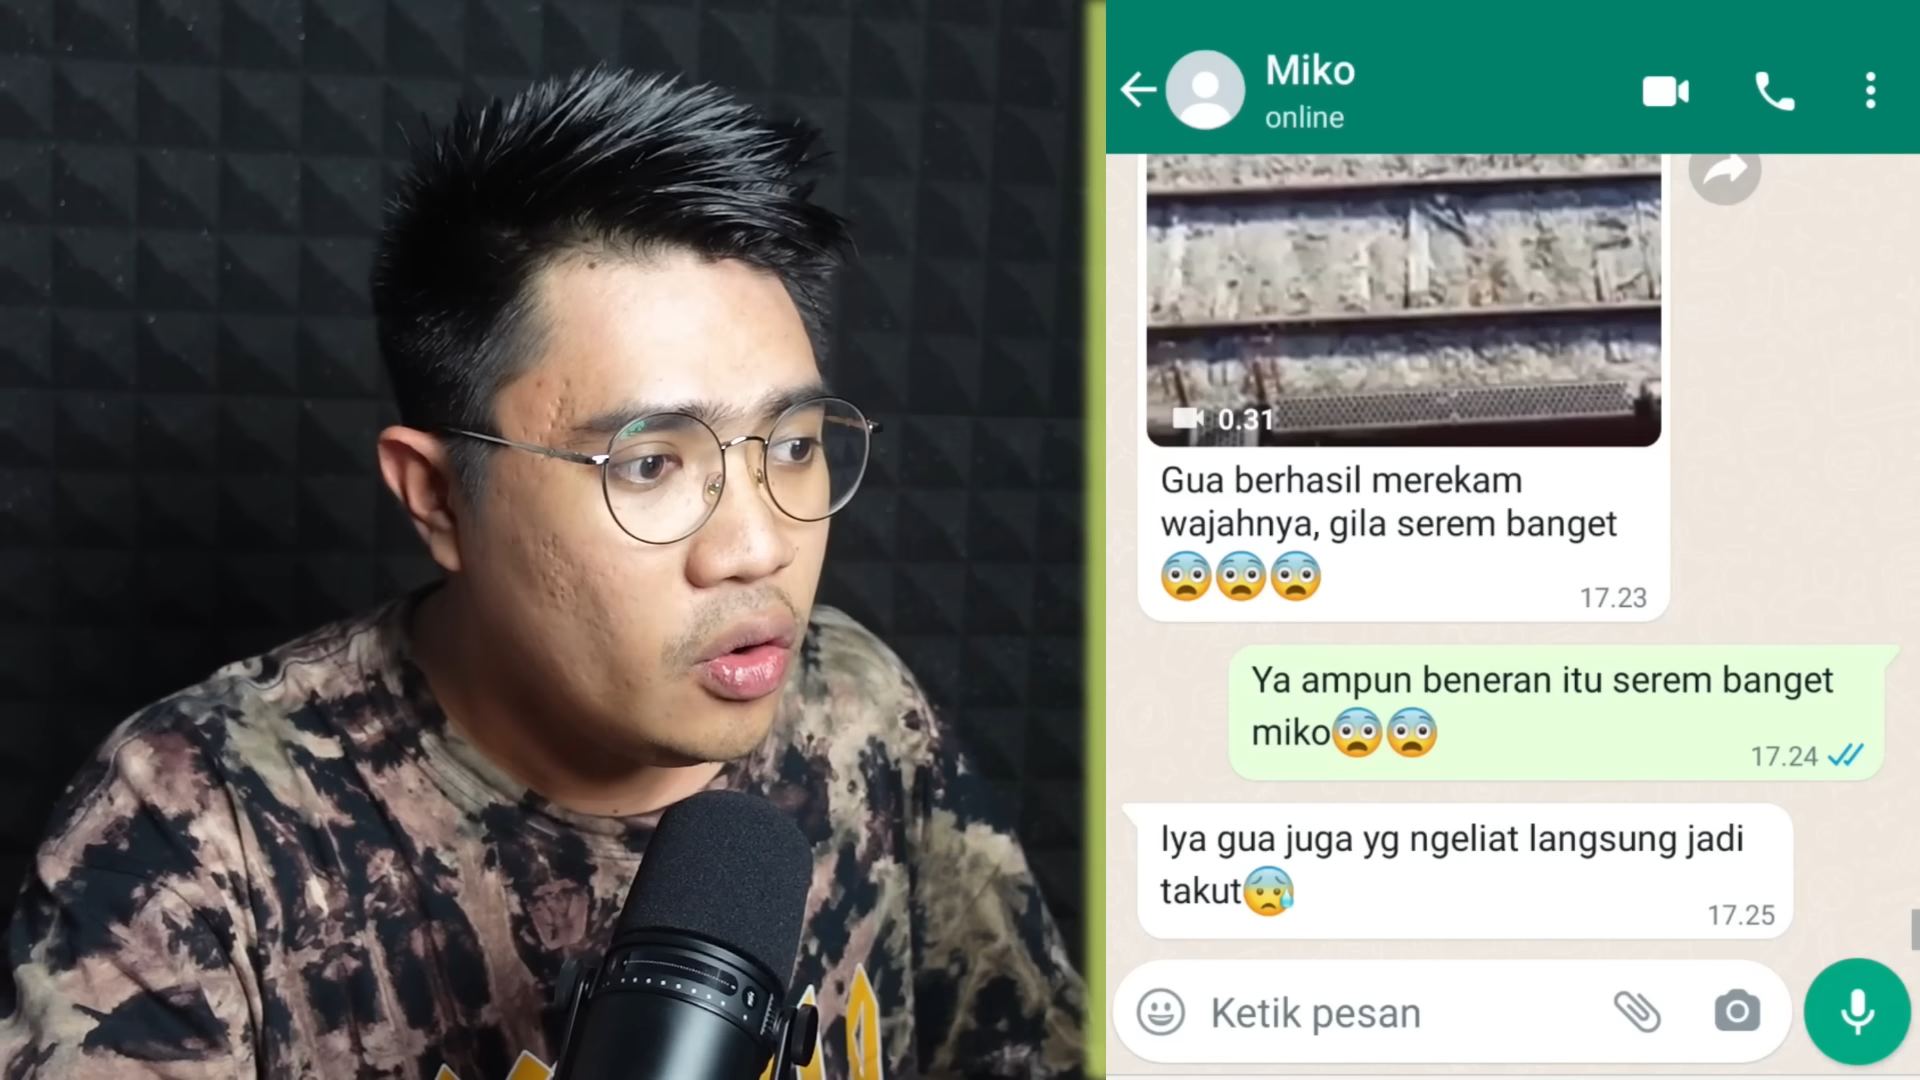 Miko
online
0.31
Gua berhasil merekam
wajahnya, gila serem banget
😨😨😨
17.23
Ya ampun beneran itu serem banget
miko😨😨
17.24
Iya gua juga yg ngeliat langsung jadi
takut😰
17.25
Ketik pesan